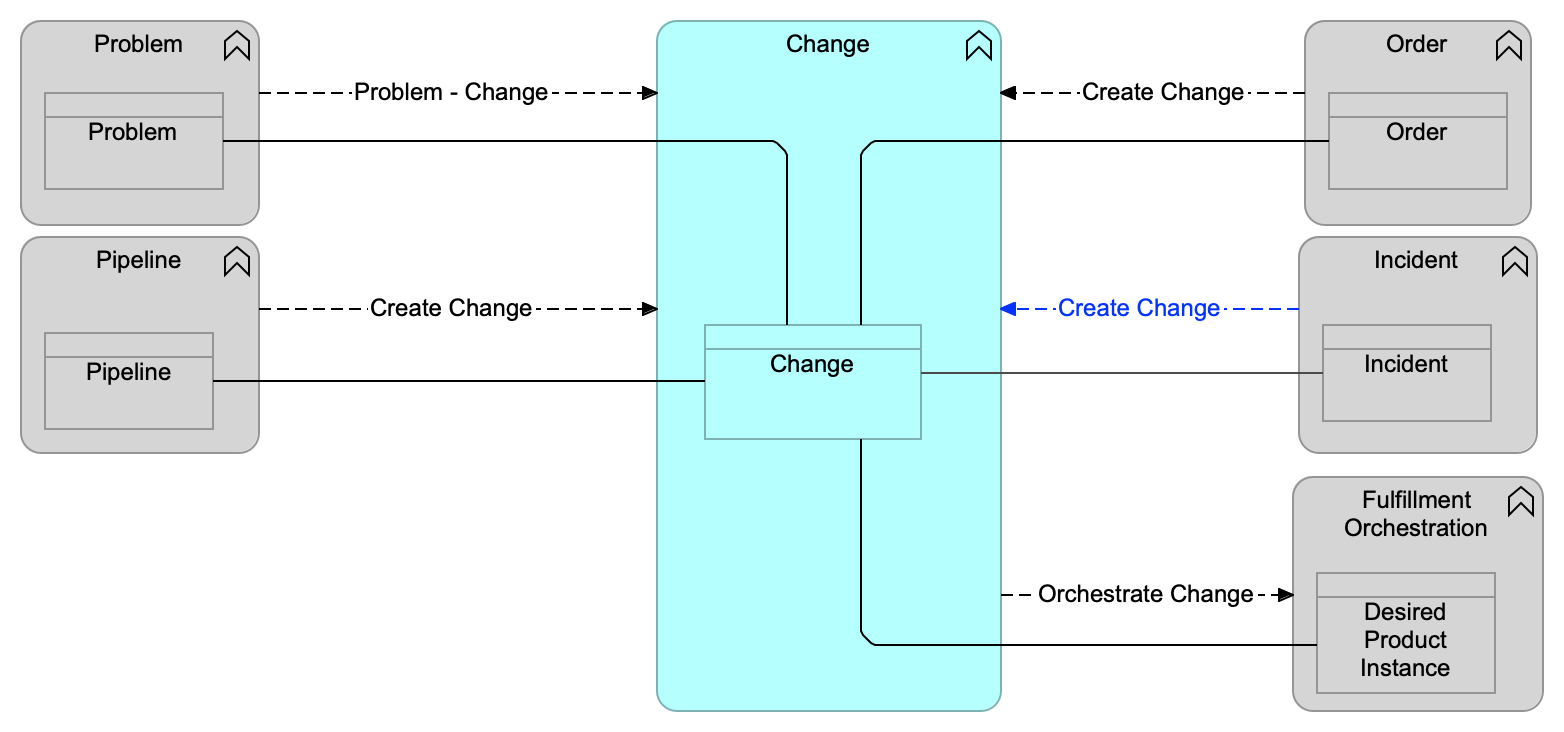 Problem
Change
Order
Problem - Change
Create Change
Problem
Order
Pipeline
Incident
Create Change
Create Change
Pipeline
Change
Incident
Fulfillment
Orchestration
Orchestrate Change
Desired
Product
Instance